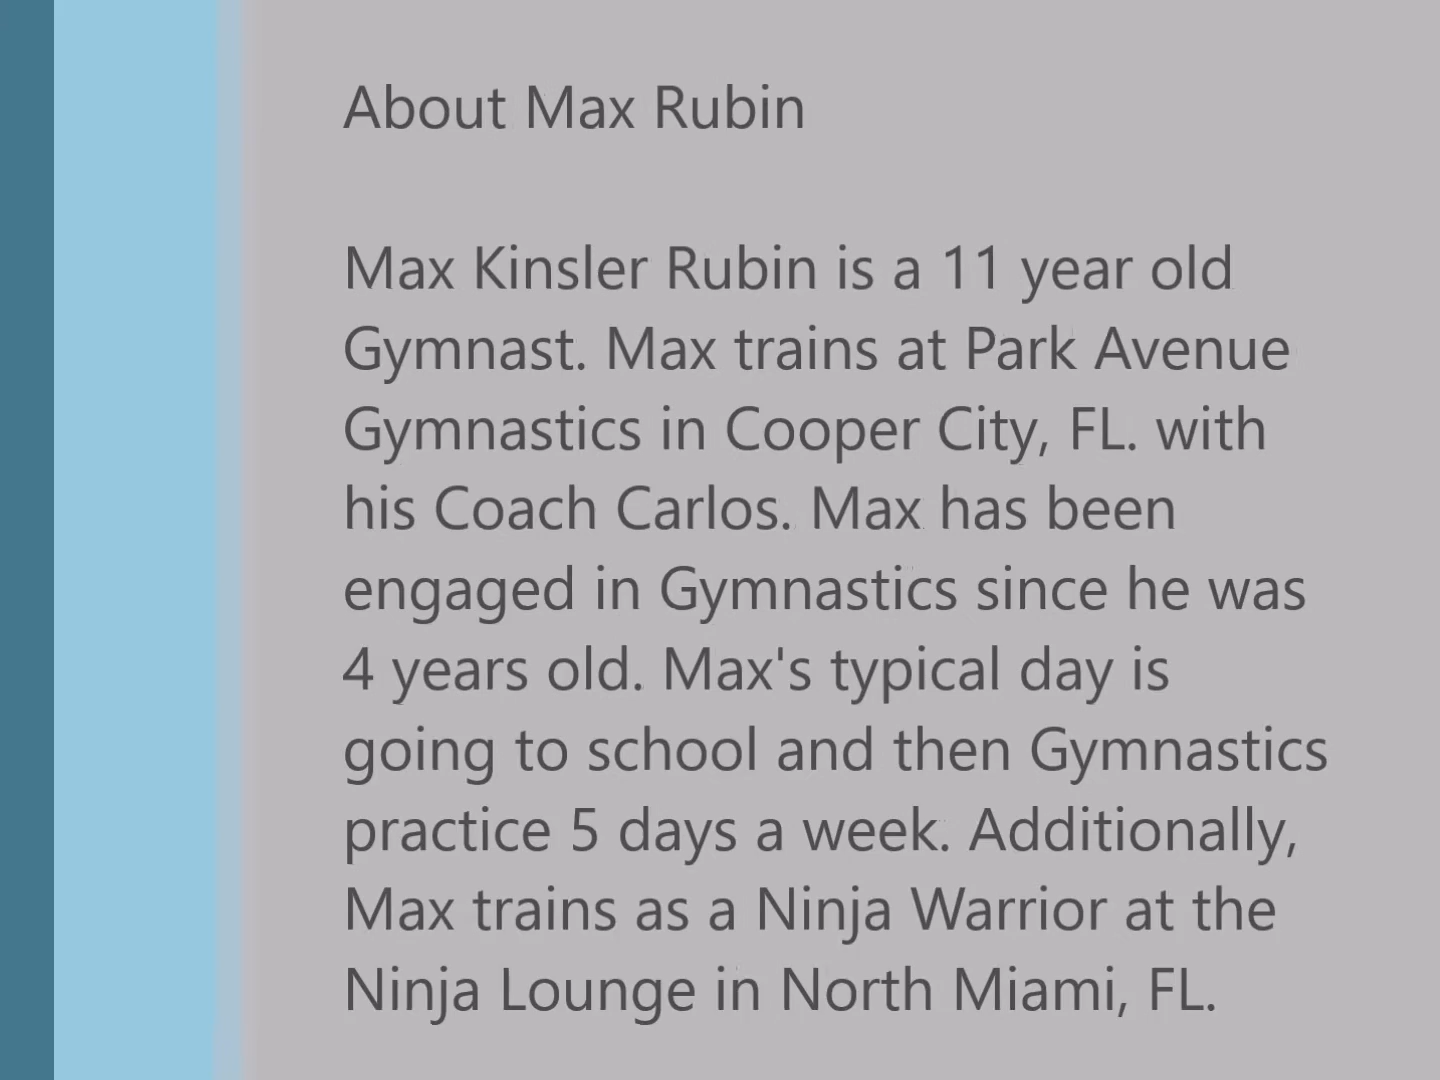 About Max Rubin
Max Kinsler Rubin is a 11 year old
Gymnast. Max trains at Park Avenue
Gymnastics in Cooper City, FL. with
his Coach Carlos. Max has been
engaged in Gymnastics since he was
4 years old. Max's typical day is
going to school and then Gymnastics
practice 5 days a week. Additionally,
Max trains as a Ninja Warrior at the
Ninja Lounge in North Miami, FL.